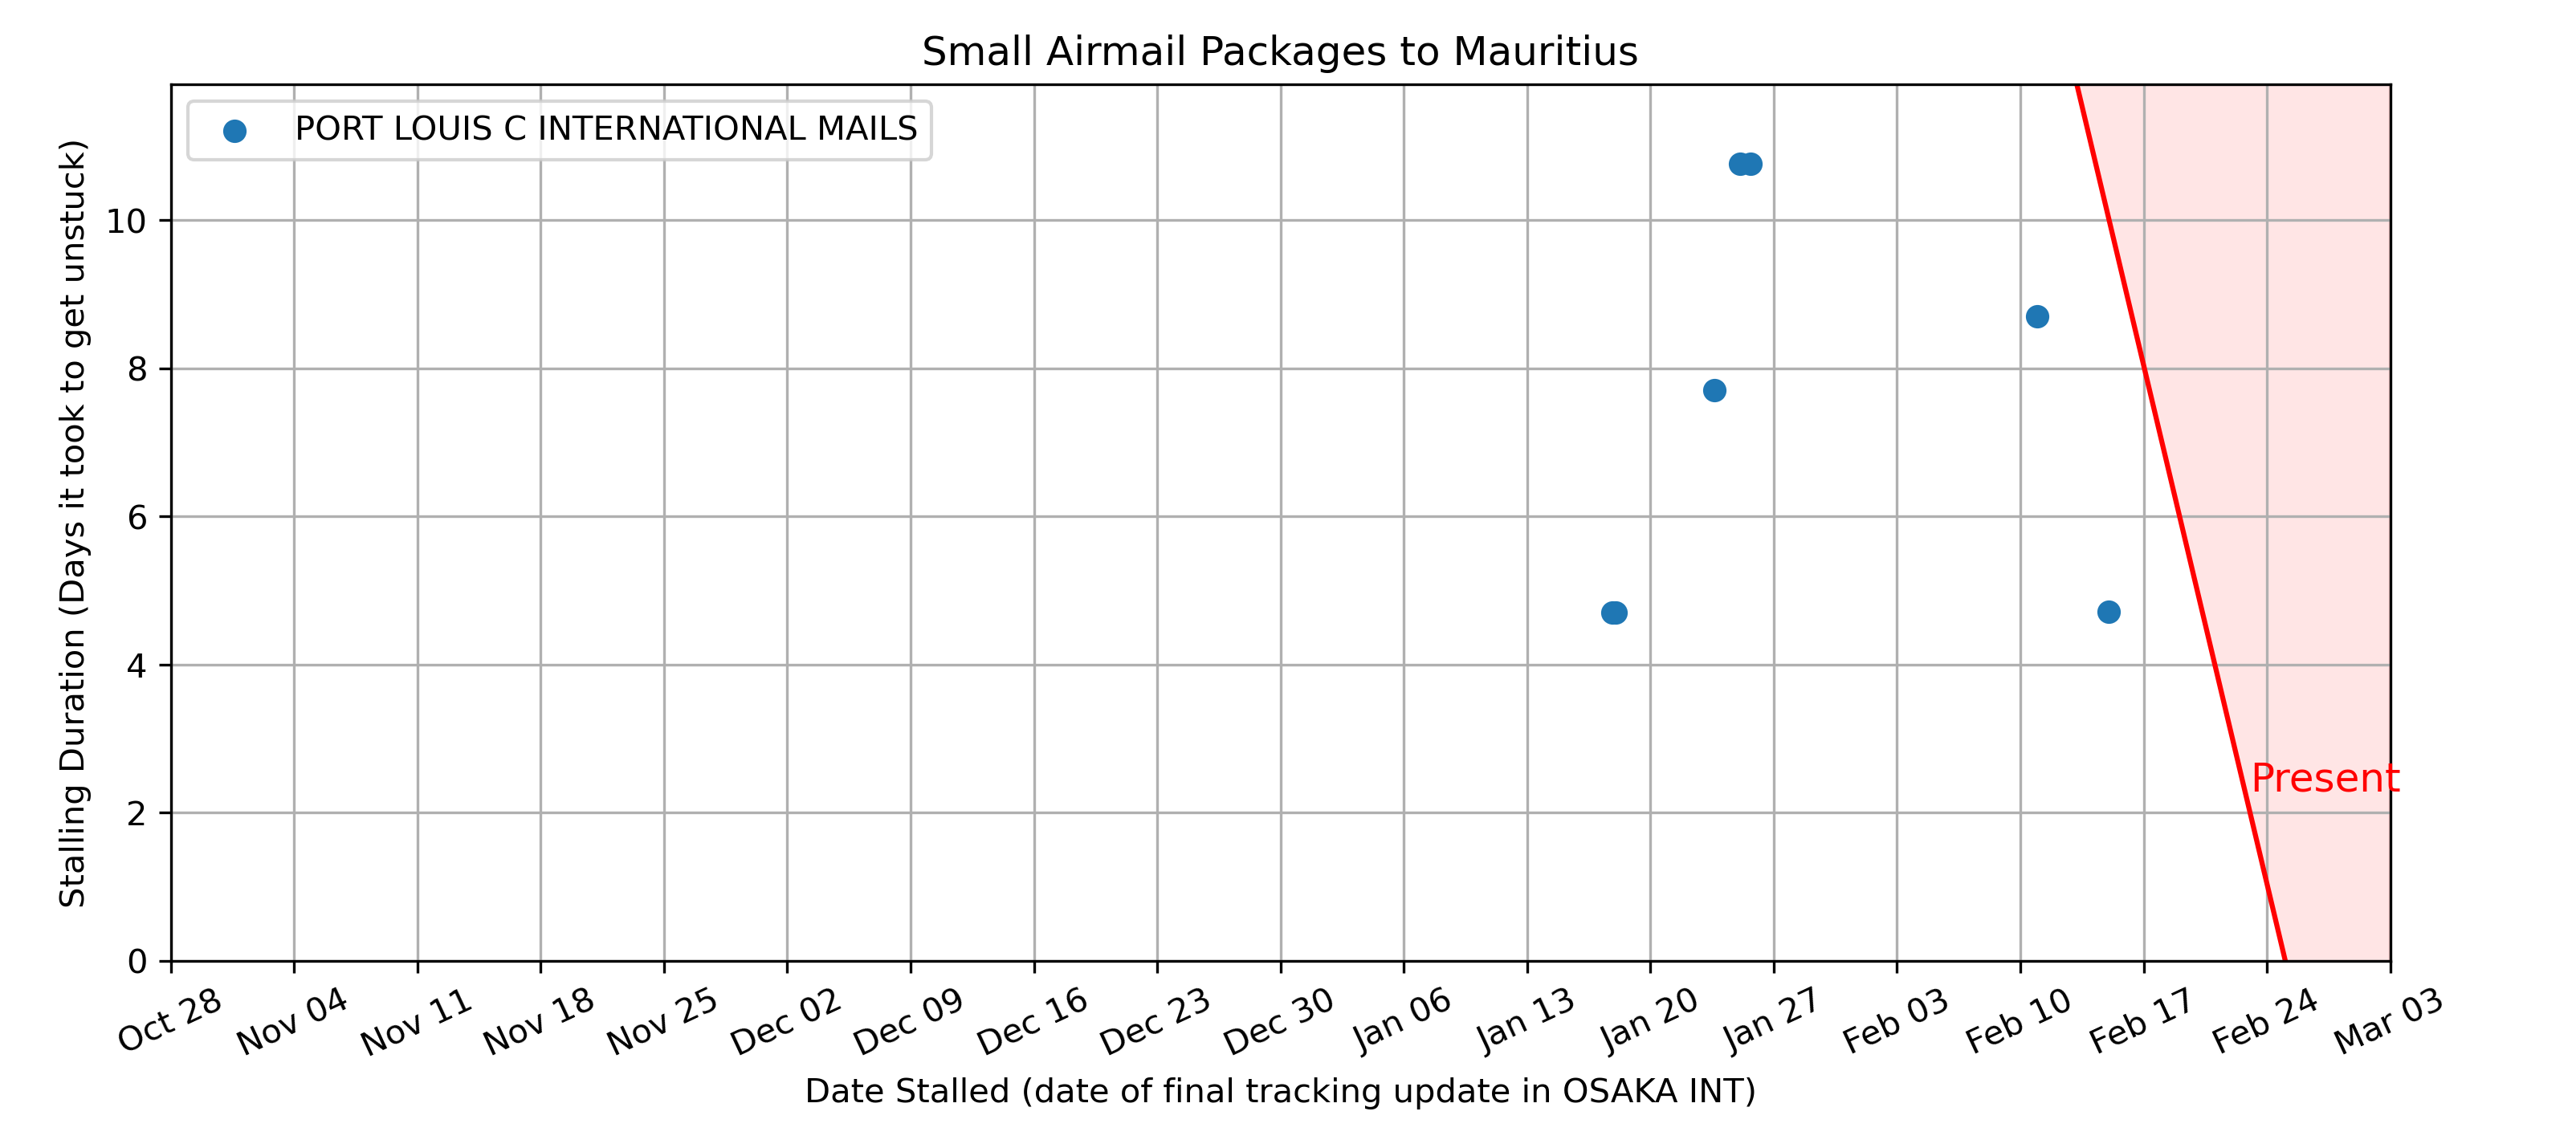 Small Airmail Packages to Mauritius
PORT LOUIS C INTERNATIONAL MAILS
Stalling Duration (Days it took to get unstuck)
10
8
6
4
2
0
Present
Oct 28
Nov 04
Nov 11
Nov 18
Nov 25
Dec 02
Dec 09
Dec 16
Dec 23
Dec 30
Jan 06
Jan 13
Jan 20
Jan 27
Feb 03
Feb 10
Feb 17
Feb 24
Mar 03
Date Stalled (date of final tracking update in OSAKA INT)